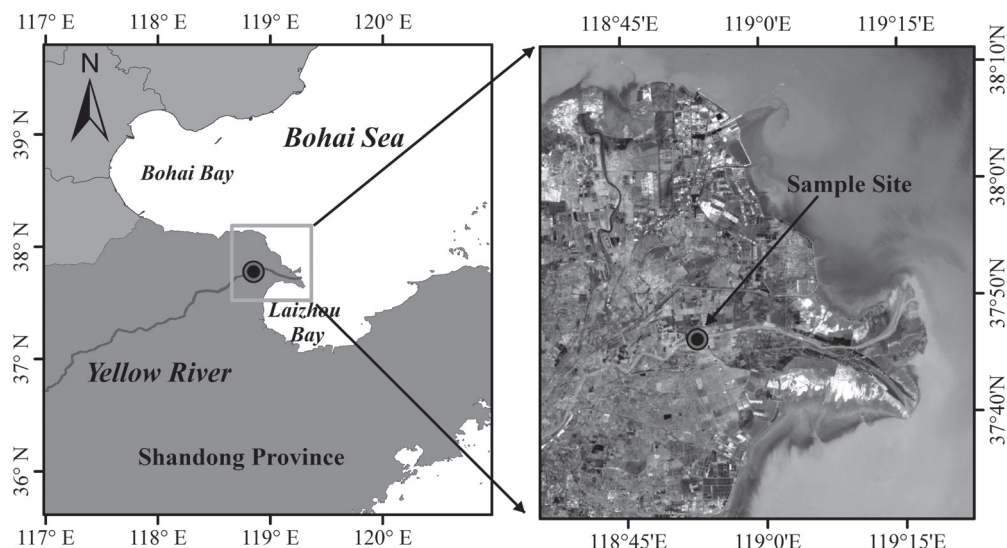 117° E 118° E 119° E 120° E
N
39° N
38° N
37° N
36° N
Bohai Sea
Bohai Bay
Laizhou
Bay
Yellow River
Shandong Province
117° E 118° E 119° E 120° E
118°45'E 119°0'E 119°15'E
38°10'N
38°0'N
37°50'N
37°40'N
Sample Site
118°45'E 119°0'E 119°15'E